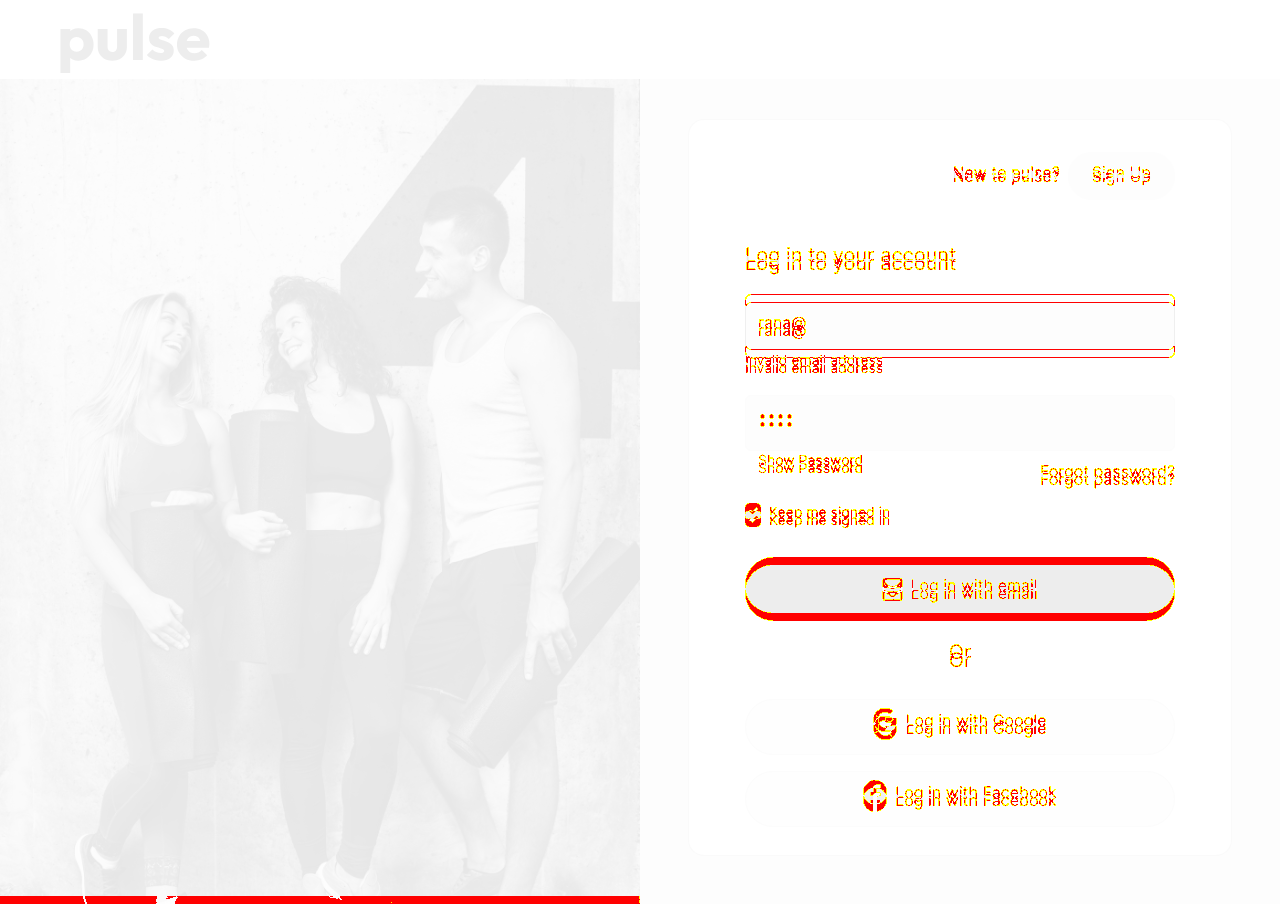 pulse
4
New to pulse? Sign Up
Log in to your account
rana@
Invalid email address
Show Password
Forgot password?
Keep me signed in
Log in with email
Or
Log in with Google
Log in with Facebook